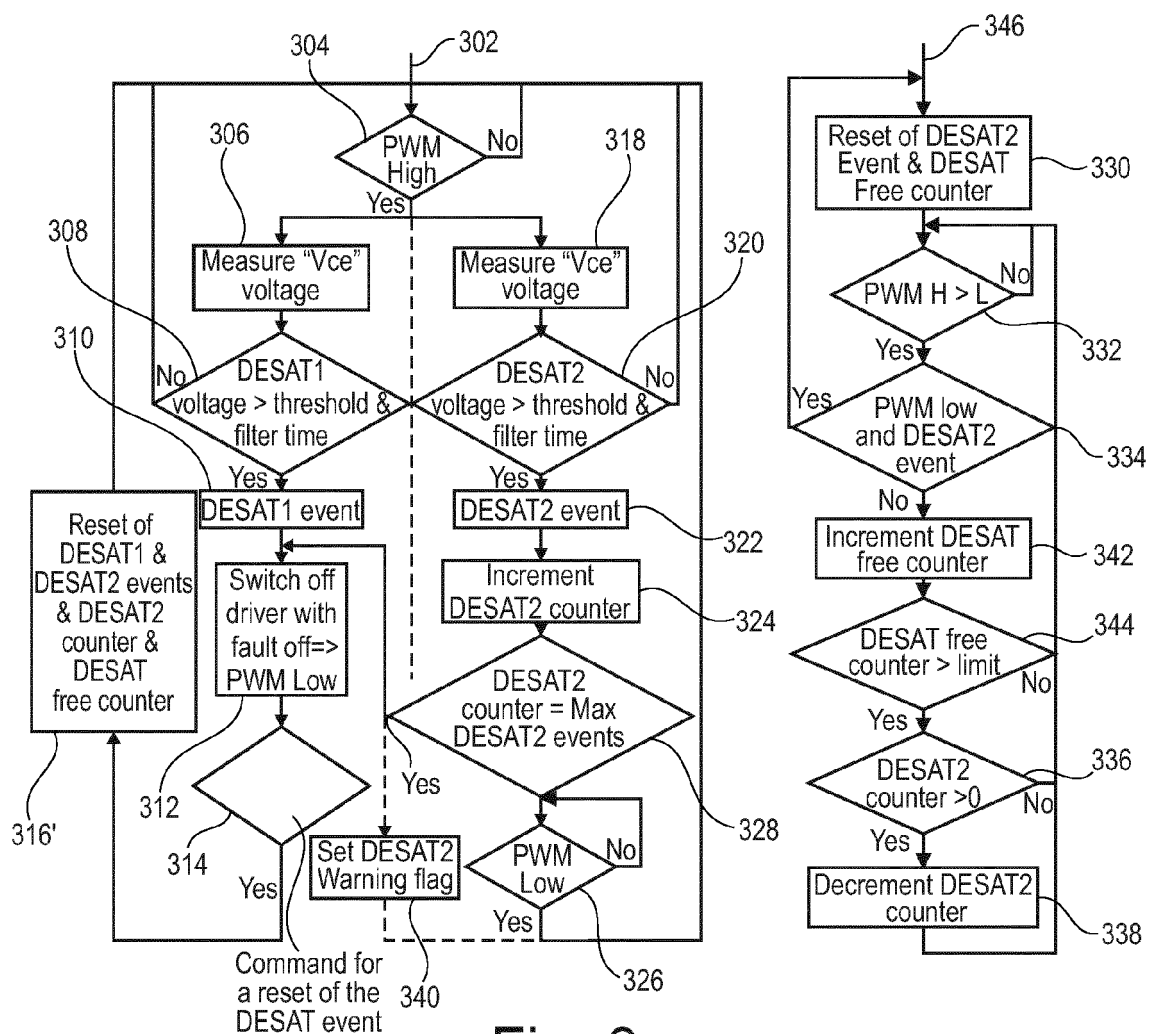 302
304
PWM
High
No
Yes
306
Measure “Vce”
voltage
318
Measure “Vce”
voltage
308
DESAT1
voltage > threshold &
filter time
No
Yes
320
DESAT2
voltage > threshold &
filter time
No
Yes
310
DESAT1 event
DESAT2 event
322
Reset of
DESAT1 &
DESAT2 events
& DESAT2
counter &
DESAT
free counter
316'
Switch off
driver with
fault off=>
PWM Low
312
Increment
DESAT2 counter
324
DESAT2
counter = Max
DESAT2 events
328
Yes
314
Yes
Command for
a reset of the
DESAT event
Set DESAT2
Warning flag
340
PWM
Low
No
Yes
326
346
Reset of DESAT2
Event & DESAT
Free counter
330
PWM H > L
No
332
Yes
PWM low
and DESAT2
event
Yes
334
No
Increment DESAT
free counter
342
DESAT free
counter > limit
344
No
Yes
DESAT2
counter >0
336
No
Yes
Decrement DESAT2
counter
338